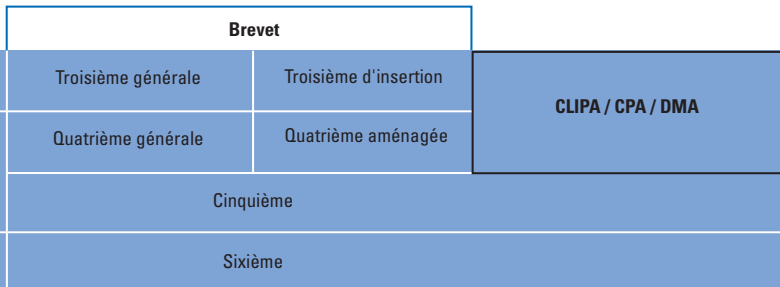 Brevet
Troisième générale
Troisième d'insertion
CLIPA / CPA / DMA
Quatrième générale
Quatrième aménagée
Cinquième
Sixième